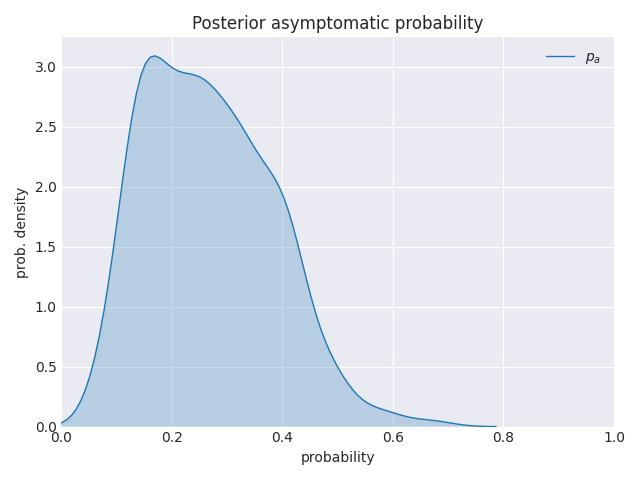 Posterior asymptomatic probability
pₐ
prob. density
3.0
2.5
2.0
1.5
1.0
0.5
0.0
0.0 0.2 0.4 0.6 0.8 1.0
probability